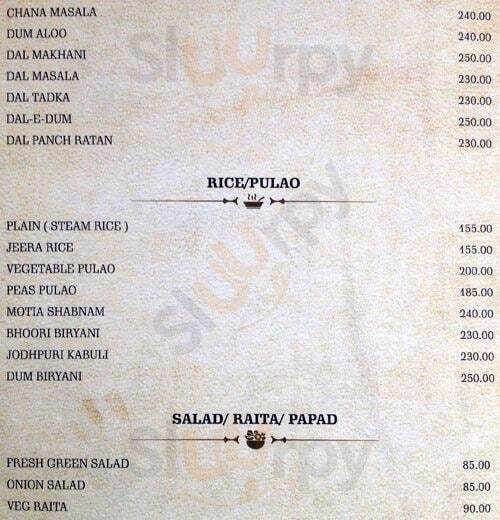 CHANA MASALA 240.00
DUM ALOO 240.00
DAL MAKHANI 250.00
DAL MASALA 230.00
DAL TADKA 230.00
DAL-E-DUM 250.00
DAL PANCH RATAN 230.00
RICE/PULAO
PLAIN ( STEAM RICE ) 155.00
JEERA RICE 155.00
VEGETABLE PULAO 200.00
PEAS PULAO 185.00
MOTIA SHABNAM 240.00
BHOORI BIRYANI 230.00
JODHPURI KABULI 230.00
DUM BIRYANI 250.00
SALAD/ RAITA/ PAPAD
FRESH GREEN SALAD 85.00
ONION SALAD 85.00
VEG RAITA 90.00
Sluurpy
Sluurpy
Sluurpy